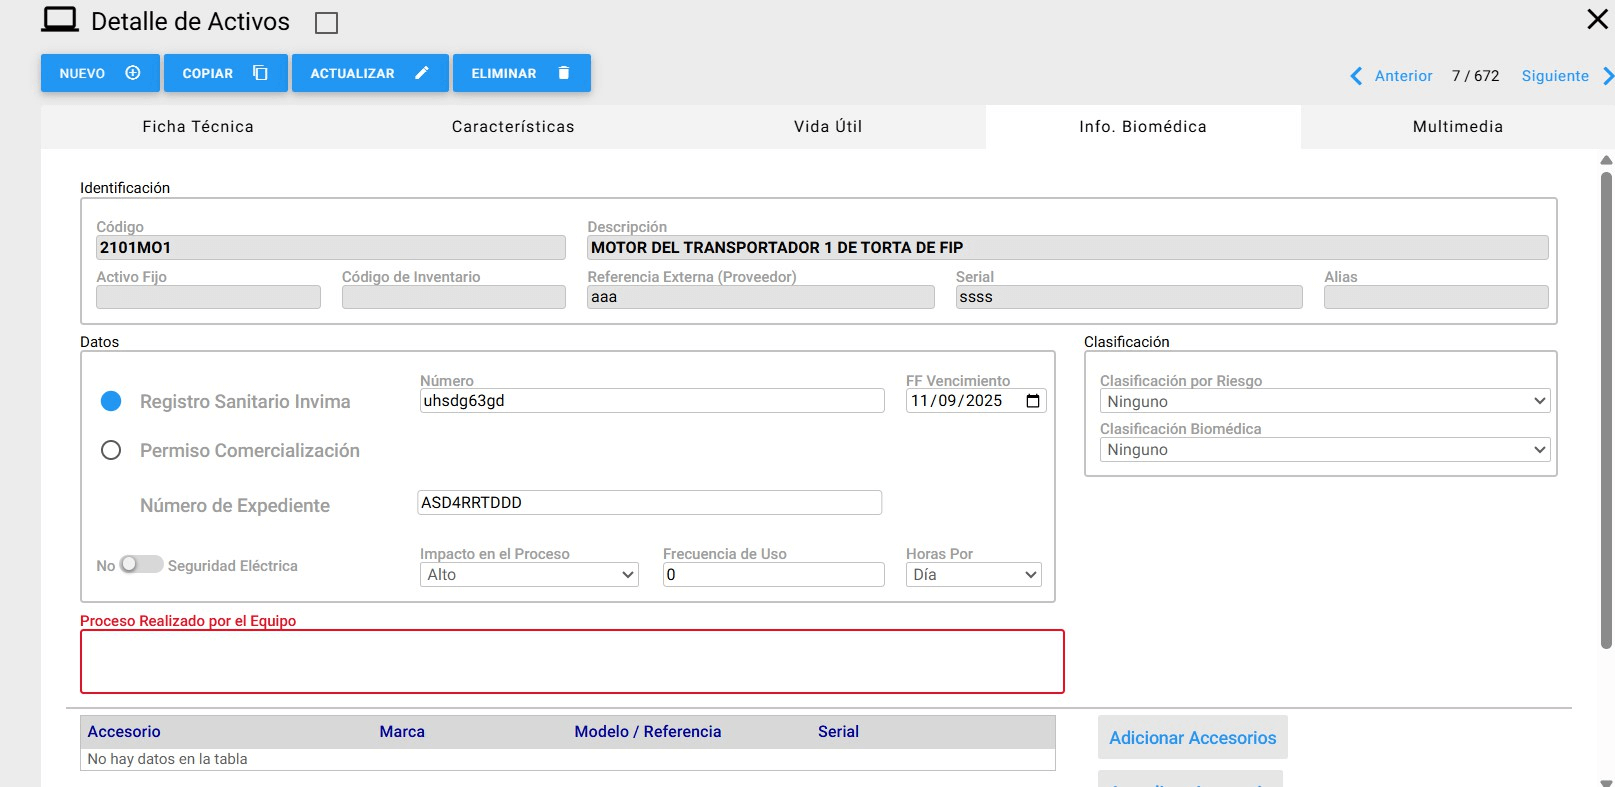 Detalle de Activos
NUEVO COPIAR ACTUALIZAR ELIMINAR
Anterior 7 / 672 Siguiente
Ficha Técnica Características Vida Útil Info. Biomédica Multimedia
Identificación
Código Descripción
2101MO1 MOTOR DEL TRANSPORTADOR 1 DE TORTA DE FIP
Activo Fijo Código de Inventario Referencia Externa (Proveedor) Serial Alias
aaa ssss
Datos Clasificación
Número FF Vencimiento Clasificación por Riesgo
Registro Sanitario Invima uhsdg63gd 11/09/2025 Ninguno
Clasificación Biomédica
Permiso Comercialización Ninguno
Número de Expediente ASD4RRTDDD
Impacto en el Proceso Frecuencia de Uso Horas Por
No Seguridad Eléctrica Alto 0 Día
Proceso Realizado por el Equipo
Accesorio Marca Modelo / Referencia Serial Adicionar Accesorios
No hay datos en la tabla